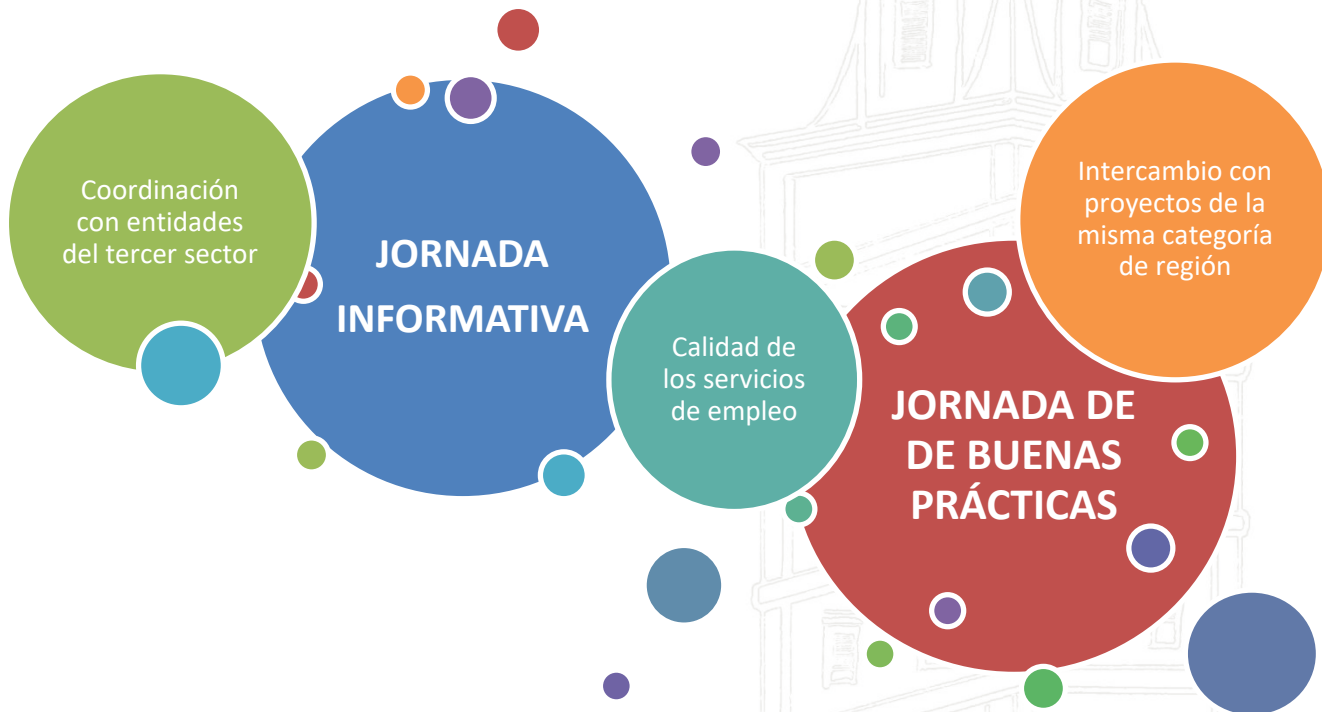 Coordinación
con entidades
del tercer sector
JORNADA
INFORMATIVA
Calidad de
los servicios
de empleo
JORNADA DE
DE BUENAS
PRÁCTICAS
Intercambio con
proyectos de la
misma categoría
de región